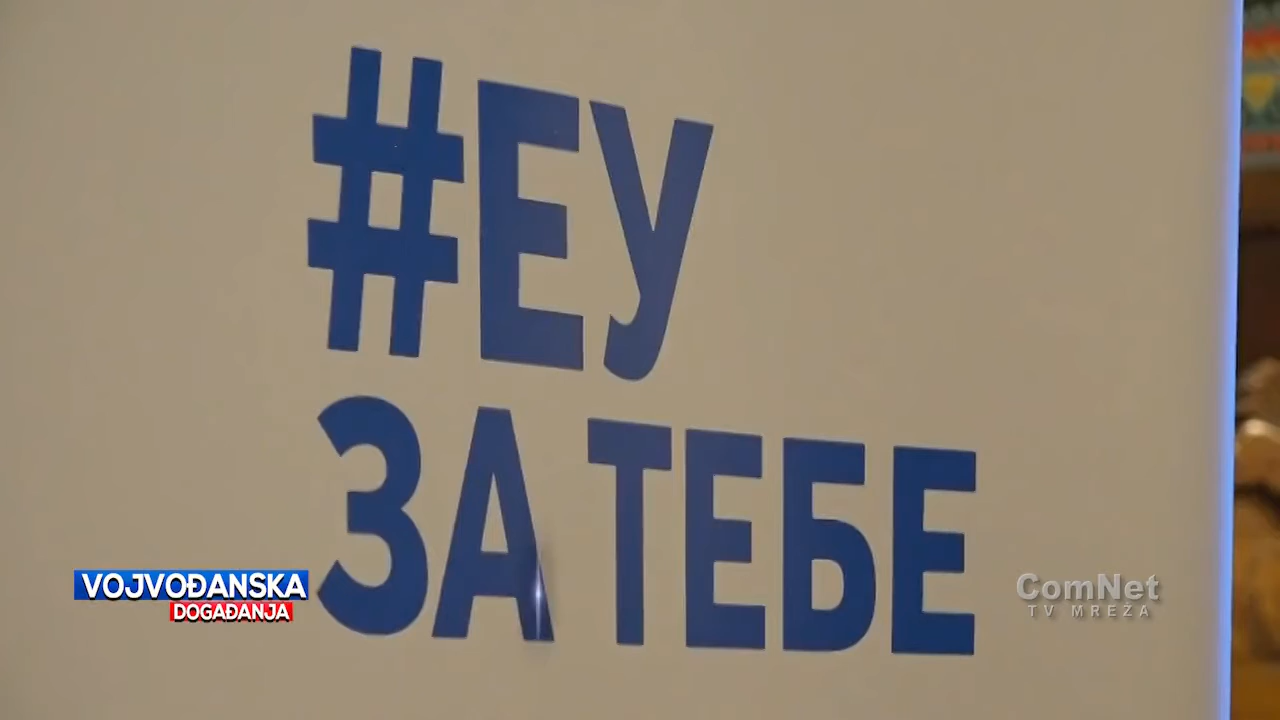 #ЕУ
ЗА ТЕБЕ
VOJVOĐANSKA
DOGAĐANJA
ComNet
TV MREŽA